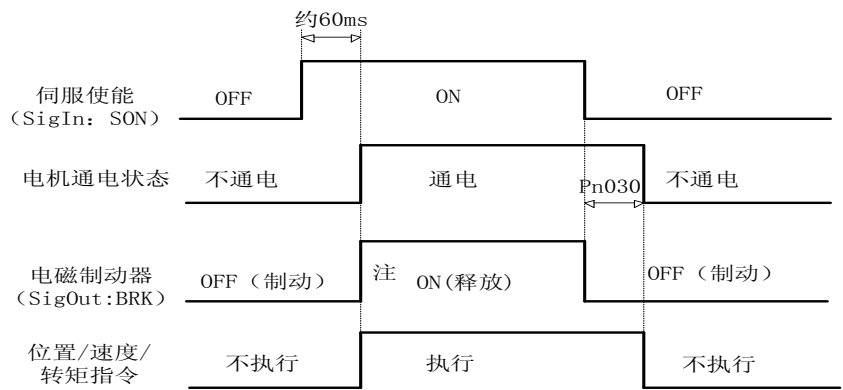 约60ms
伺服使能
（SigIn：SON）
OFF
ON
OFF
电机通电状态
不通电
通电
Pn030
不通电
电磁制动器
（SigOut:BRK）
OFF（制动）
注
ON(释放)
OFF（制动）
位置/速度/
转矩指令
不执行
执行
不执行